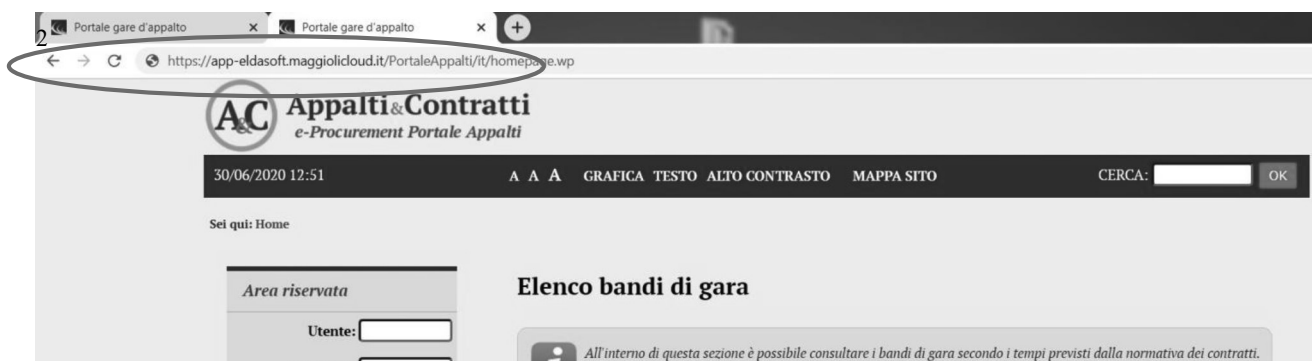 2
Portale gare d'appalto × Portale gare d'appalto × +
https://app-eldasoft.maggiolicloud.it/PortaleAppalti/it/homepage.wp
A&C Appalti&Contratti
e-Procurement Portale Appalti
30/06/2020 12:51 A A A GRAFICA TESTO ALTO CONTRASTO MAPPA SITO CERCA: OK
Sei qui: Home
Area riservata
Elenco bandi di gara
Utente:
All'interno di questa sezione è possibile consultare i bandi di gara secondo i tempi previsti dalla normativa dei contratti.